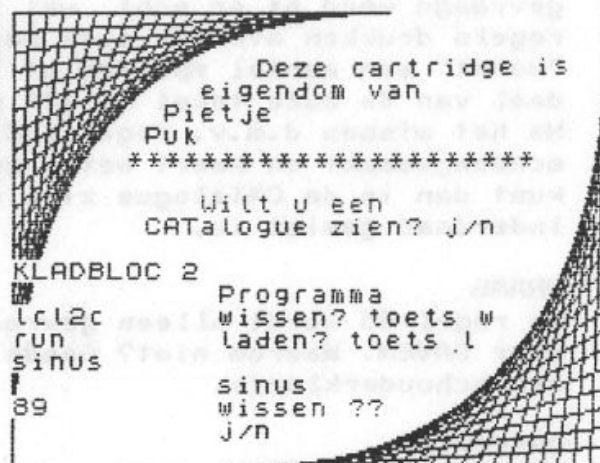 Deze cartridge is
eigendom van
Pietje
Puk
**********************
Wilt u een
CATalogue zien? j/n
KLADBLOC 2
Programma
lcl2c wissen? toets w
run laden? toets l
sinus
sinus
89 wissen ??
j/n